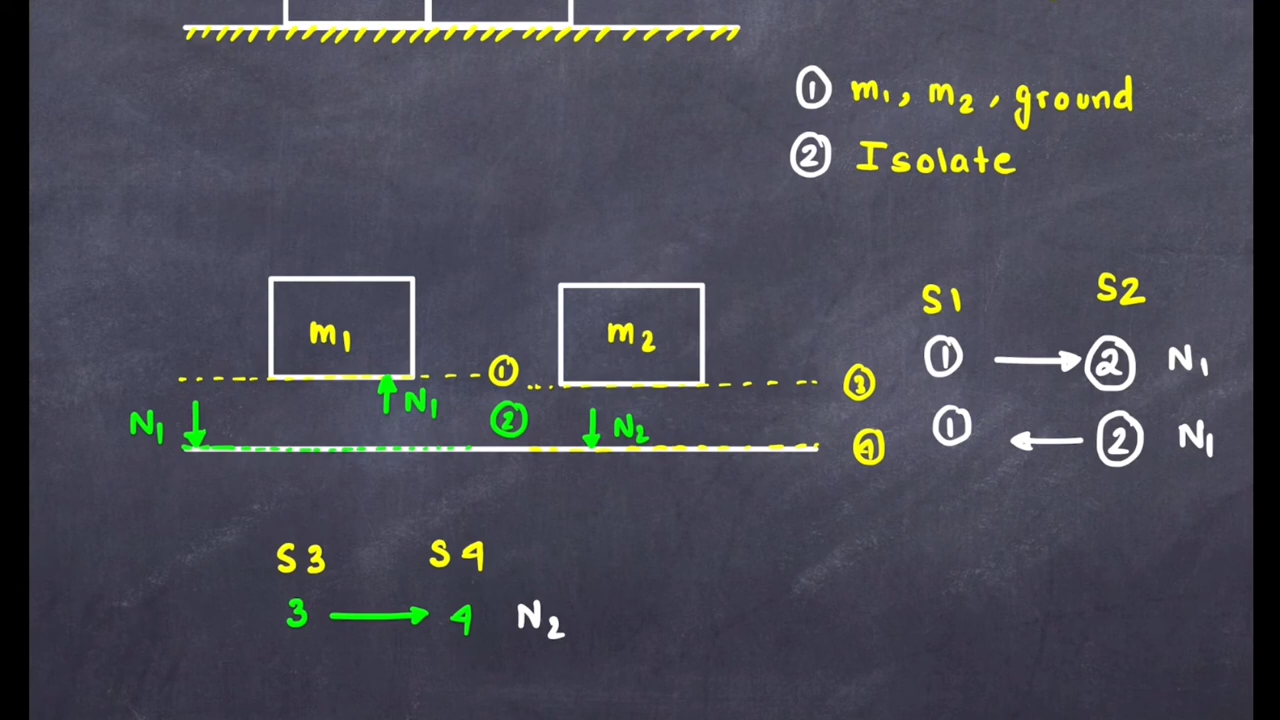 ① m₁, m₂, ground
② Isolate
m₁
m₂
S1 S2
① → ② N₁
① ← ② N₁
①
③
N₁
N₁
②
N₂
④
S3 S4
3 → 4 N₂